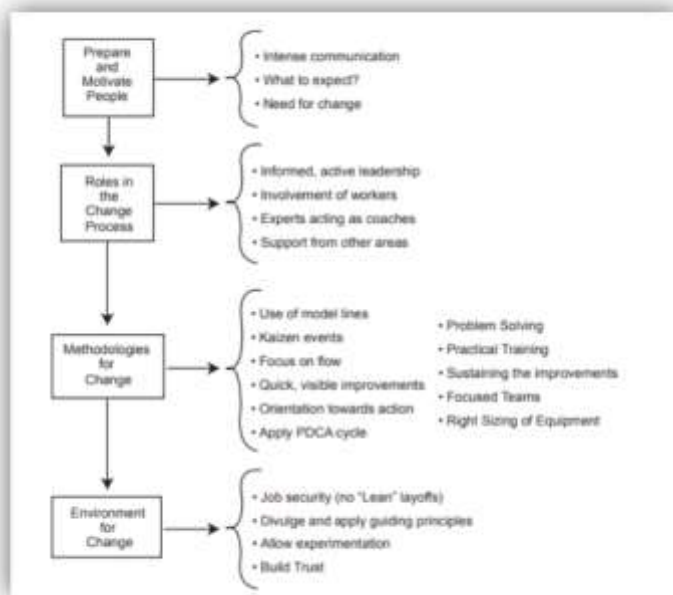 Prepare
and
Motivate
People
• Intense communication
• What to expect?
• Need for change
Roles in
the
Change
Process
• Informed, active leadership
• Involvement of workers
• Experts acting as coaches
• Support from other areas
Methodologies
for
Change
• Use of model lines
• Kaizen events
• Focus on flow
• Quick, visible improvements
• Orientation towards action
• Apply PDCA cycle
• Problem Solving
• Practical Training
• Sustaining the improvements
• Focused Teams
• Right Sizing of Equipment
Environment
for
Change
• Job security (no "Lean" layoffs)
• Divulge and apply guiding principles
• Allow experimentation
• Build Trust